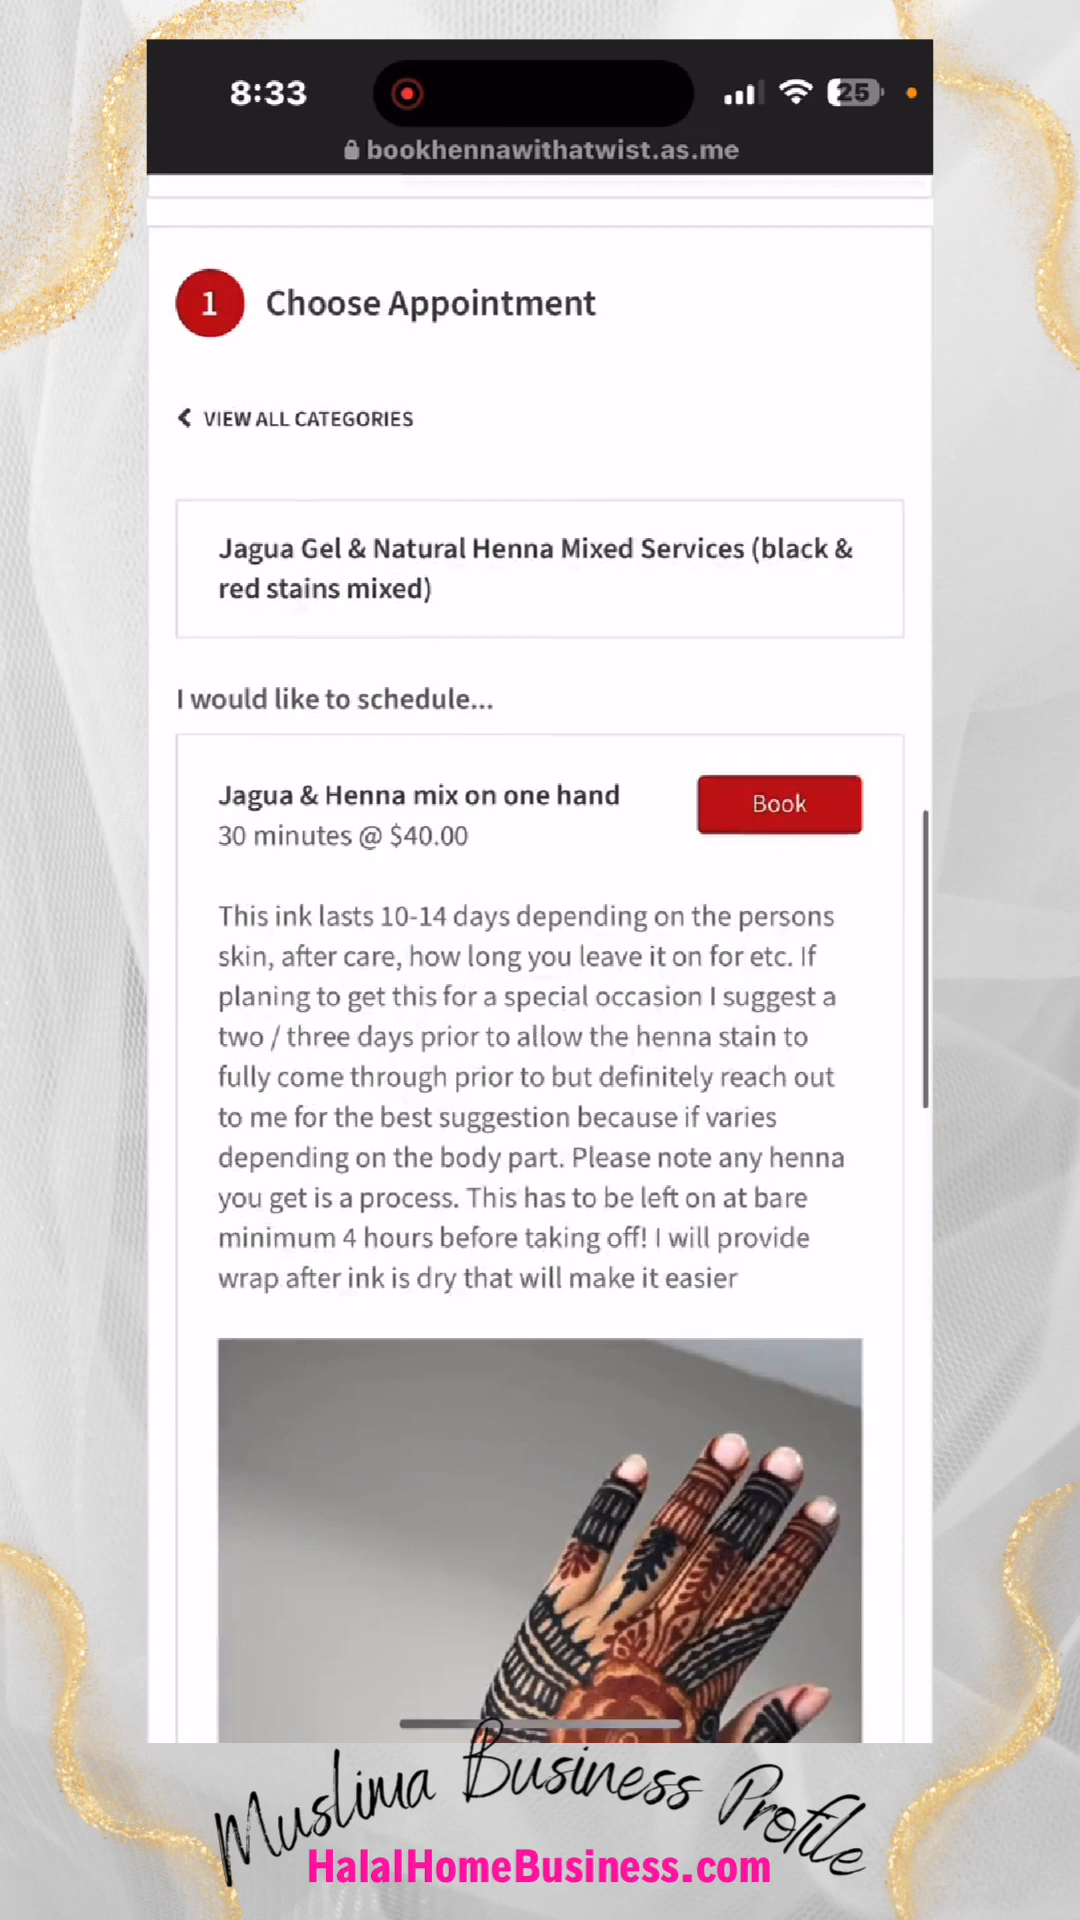 8:33
25
bookhennawithatwist.as.me
1 Choose Appointment
VIEW ALL CATEGORIES
Jagua Gel & Natural Henna Mixed Services (black &
red stains mixed)
I would like to schedule...
Jagua & Henna mix on one hand
Book
30 minutes @ $40.00
This ink lasts 10-14 days depending on the persons
skin, after care, how long you leave it on for etc. If
planing to get this for a special occasion I suggest a
two / three days prior to allow the henna stain to
fully come through prior to but definitely reach out
to me for the best suggestion because if varies
depending on the body part. Please note any henna
you get is a process. This has to be left on at bare
minimum 4 hours before taking off! I will provide
wrap after ink is dry that will make it easier
Muslima Business Profile
HalalHomeBusiness.com